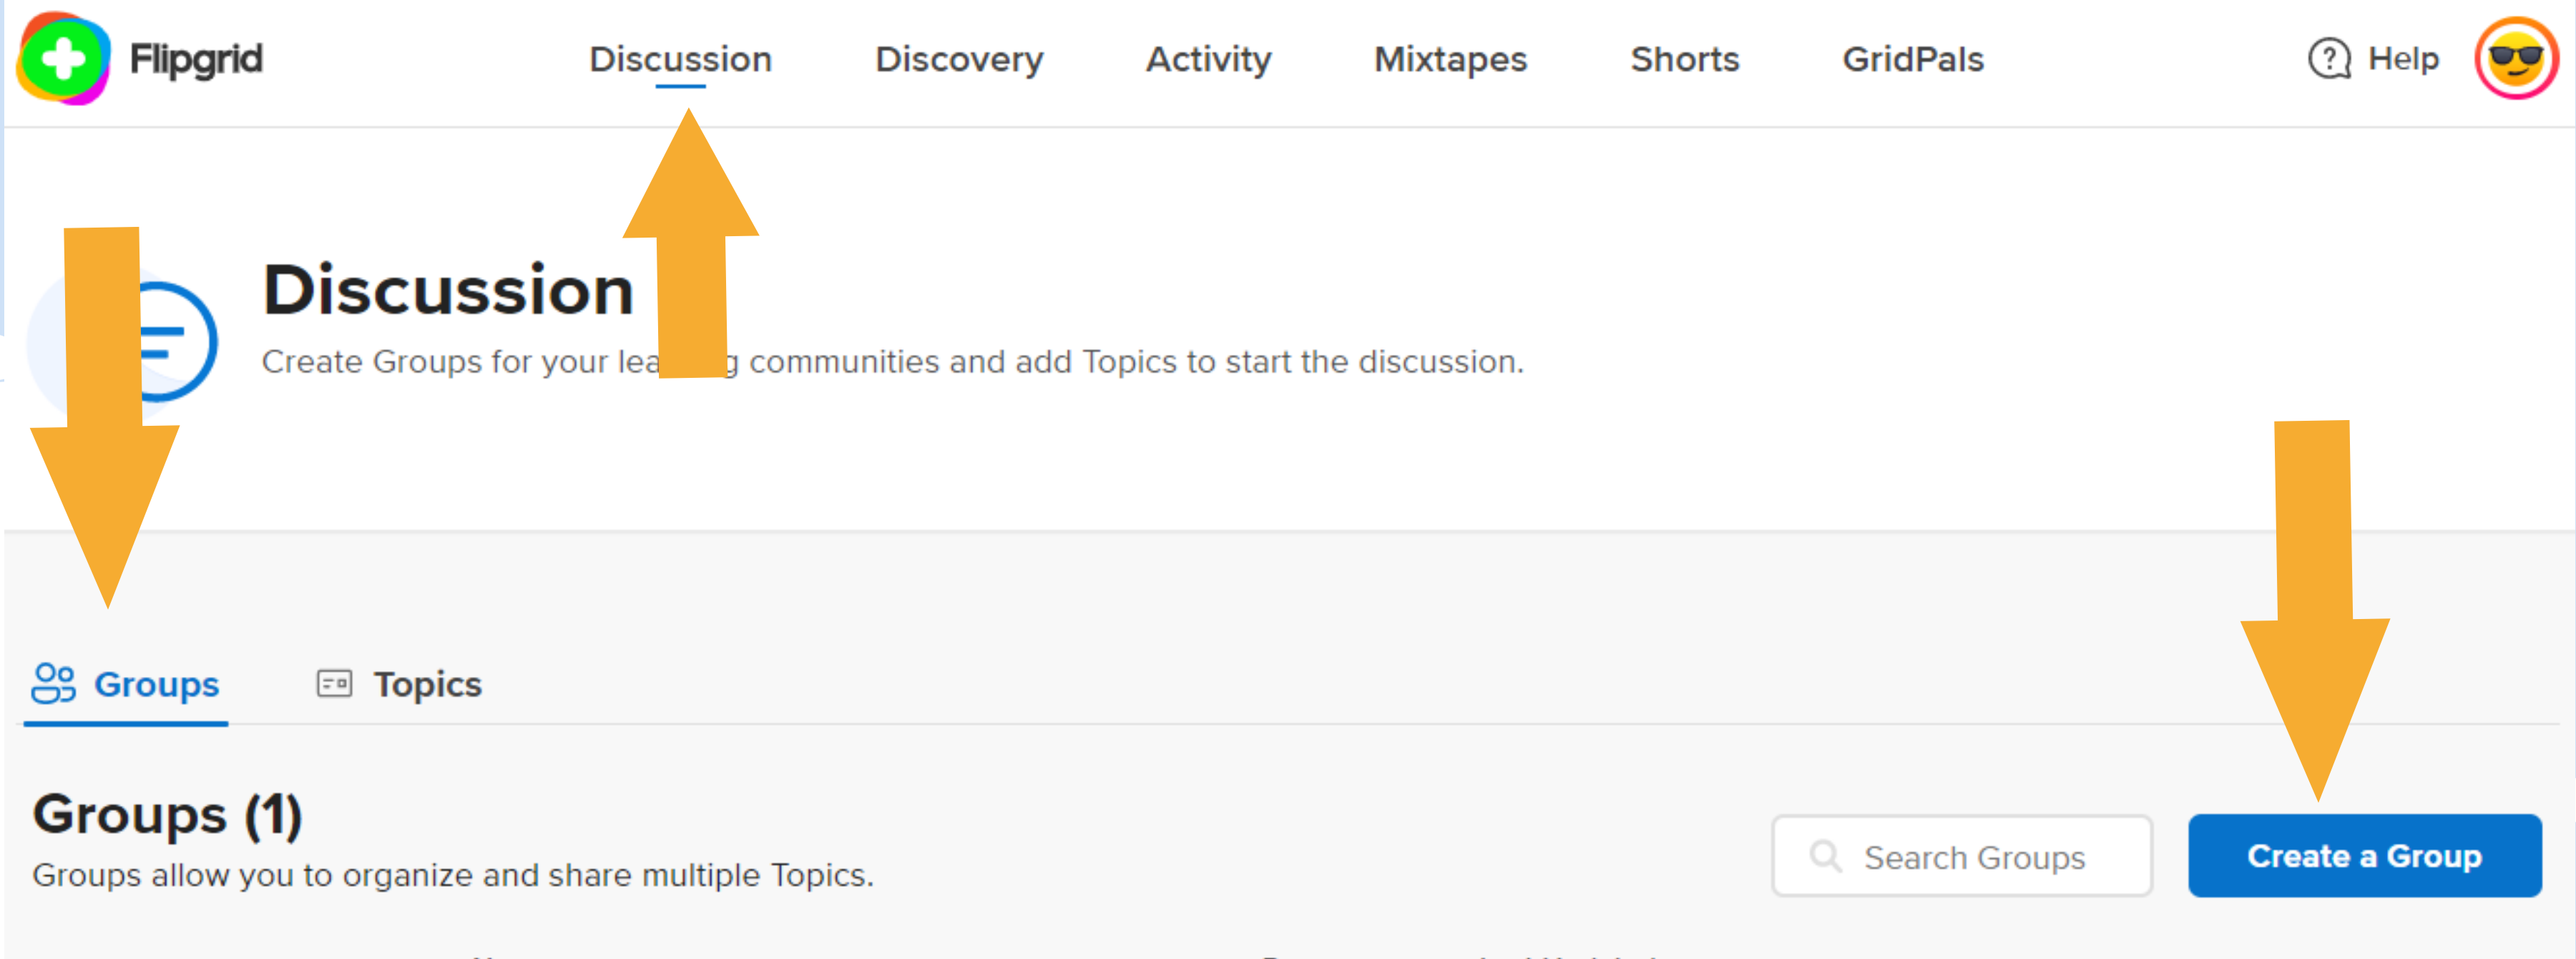 Flipgrid Discussion Discovery Activity Mixtapes Shorts GridPals Help
Discussion
Create Groups for your lea g communities and add Topics to start the discussion.
Groups Topics
Groups (1)
Groups allow you to organize and share multiple Topics.
Search Groups Create a Group